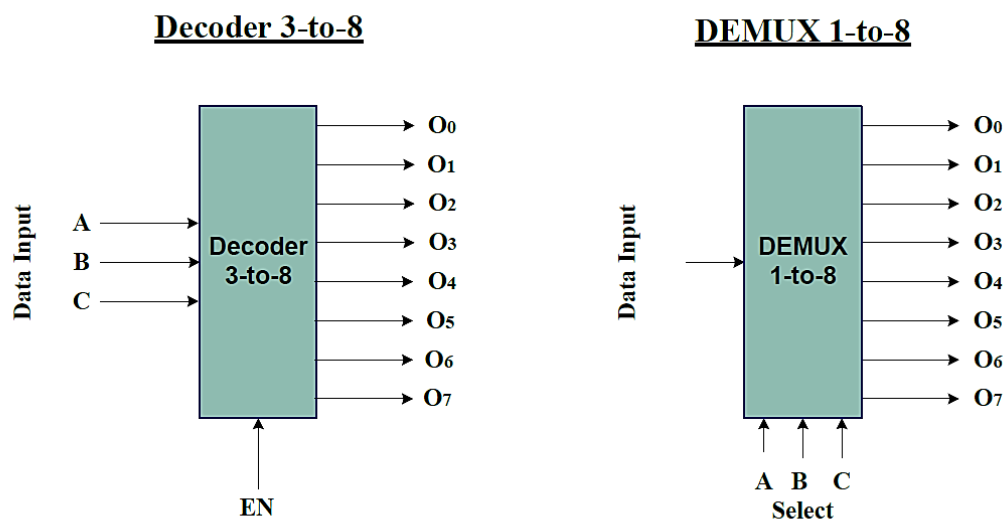 Decoder 3-to-8
O0
O1
O2
O3
O4
O5
O6
O7
Data Input
A
B
C
Decoder
3-to-8
EN
DEMUX 1-to-8
O0
O1
O2
O3
O4
O5
O6
O7
Data Input
DEMUX
1-to-8
A B C
Select